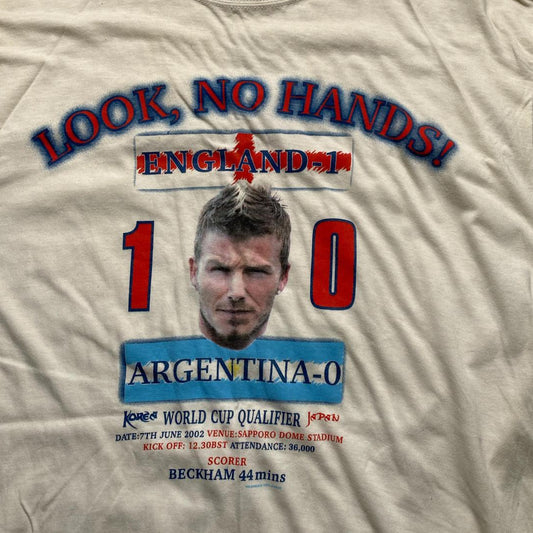 LOOK, NO HANDS!
ENGLAND-1
1 0
ARGENTINA-0
Korea WORLD CUP QUALIFIER JAPAN
DATE:7TH JUNE 2002 VENUE:SAPPORO DOME STADIUM
KICK OFF: 12.30BST ATTENDANCE: 36,000
SCORER
BECKHAM 44mins